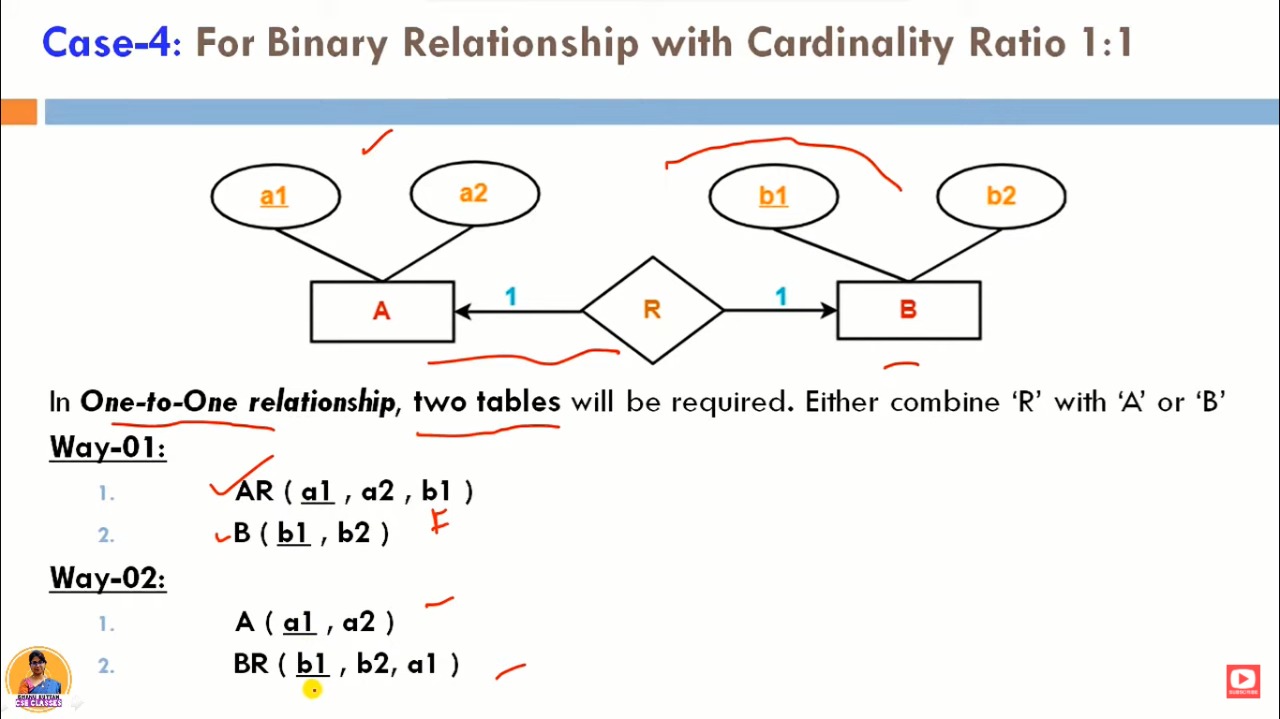 Case-4: For Binary Relationship with Cardinality Ratio 1:1
a1 a2 b1 b2
A 1 R 1 B
In One-to-One relationship, two tables will be required. Either combine ‘R’ with ‘A’ or ‘B’
Way-01:
1. AR ( a1 , a2 , b1 )
F
2. B ( b1 , b2 )
Way-02:
1. A ( a1 , a2 )
2. BR ( b1 , b2, a1 )
CSE CLASSES
SUBSCRIBE